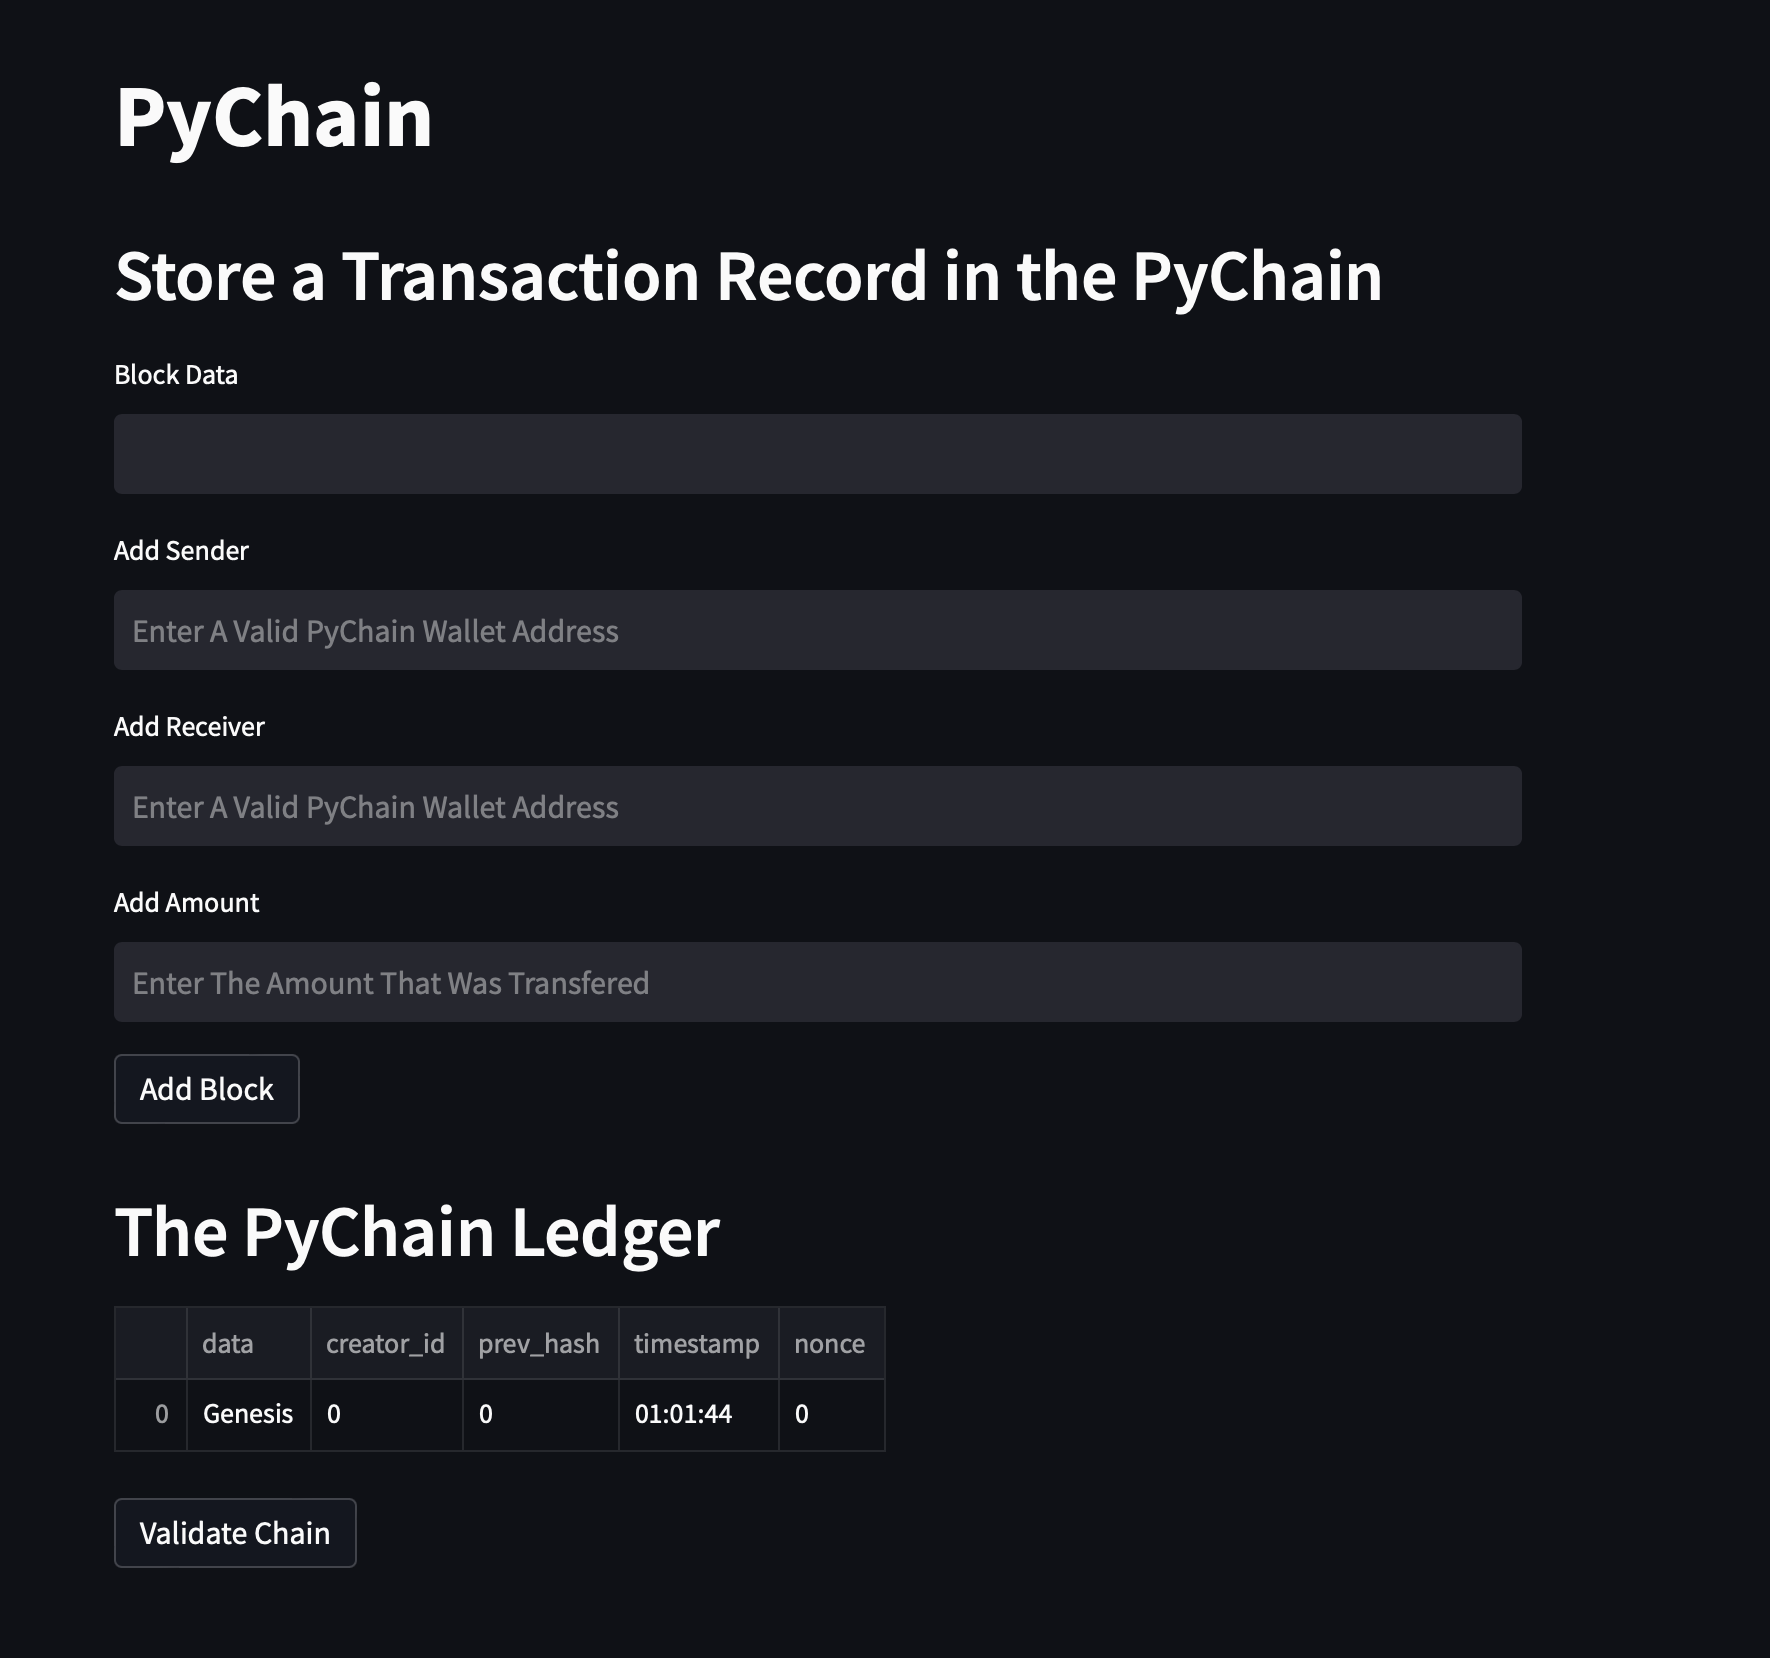 PyChain
Store a Transaction Record in the PyChain
Block Data
Add Sender
Enter A Valid PyChain Wallet Address
Add Receiver
Enter A Valid PyChain Wallet Address
Add Amount
Enter The Amount That Was Transfered
Add Block
The PyChain Ledger
data creator_id prev_hash timestamp nonce
0 Genesis 0 0 01:01:44 0
Validate Chain